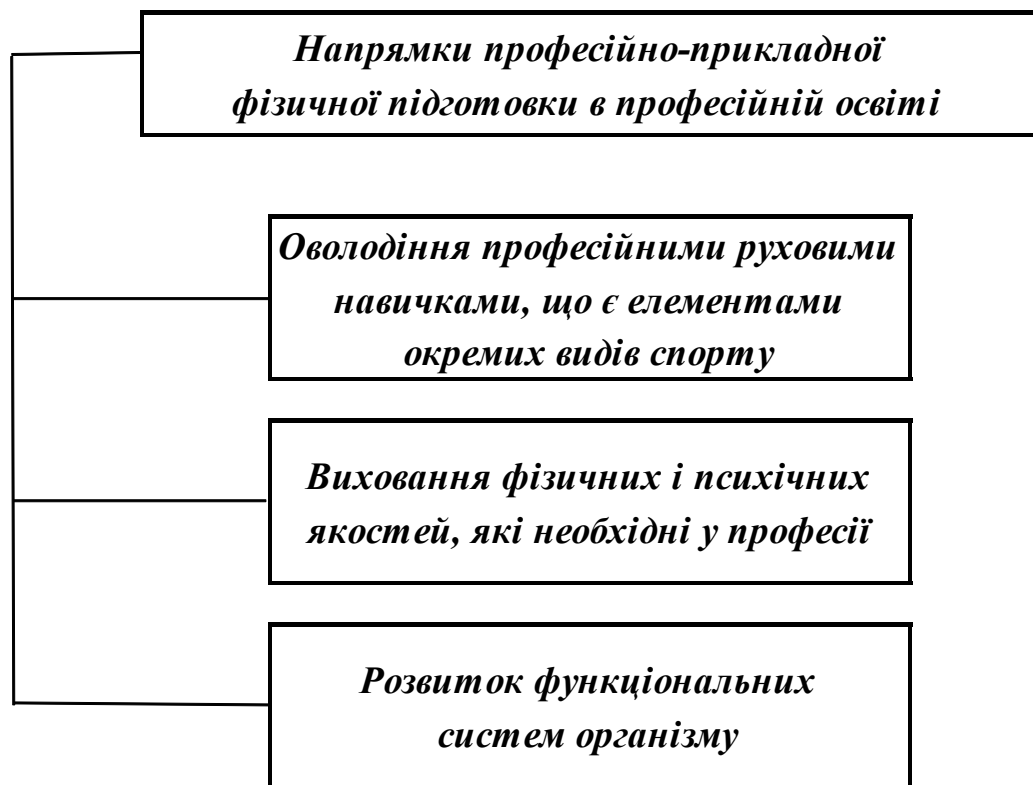 Напрямки професійно-прикладної
фізичної підготовки в професійній освіті
Оволодіння професійними руховими
навичками, що є елементами
окремих видів спорту
Виховання фізичних і психічних
якостей, які необхідні у професії
Розвиток функціональних
систем організму